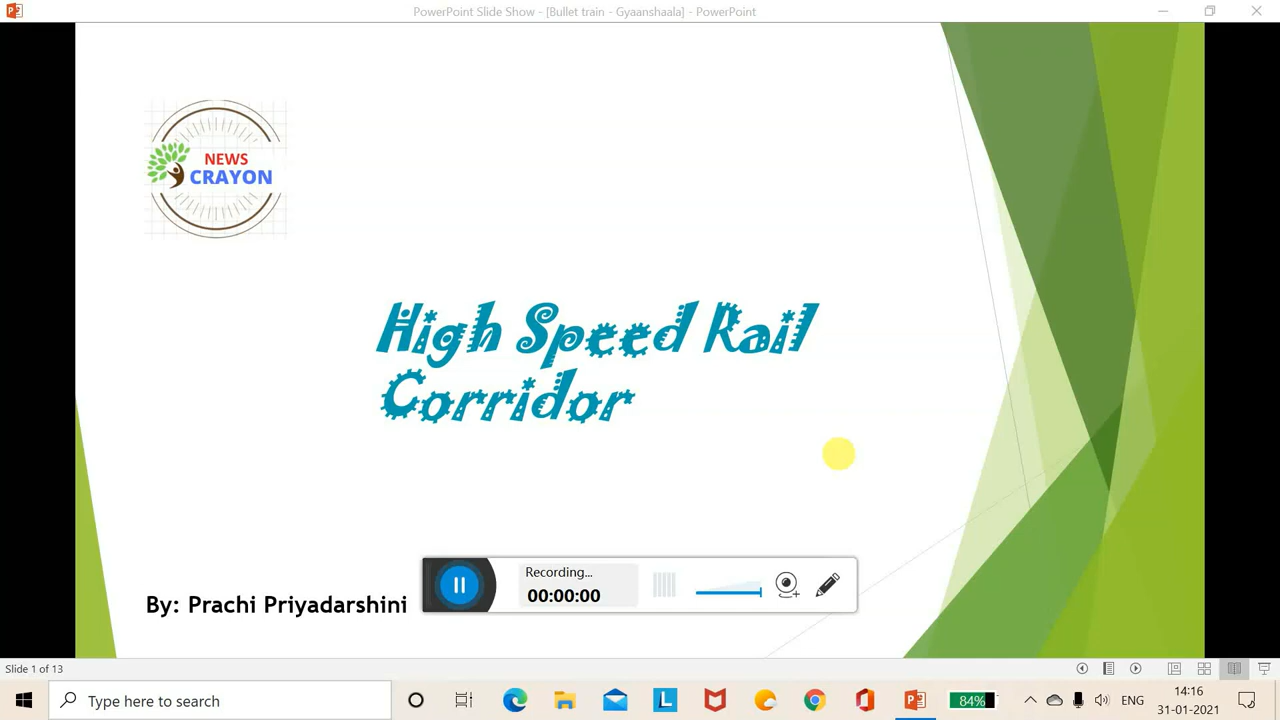 PowerPoint Slide Show - [Bullet train - Gyaanshaala] - PowerPoint
NEWS
CRAYON
High Speed Rail
Corridor
Recording...
00:00:00
By: Prachi Priyadarshini
Slide 1 of 13
Type here to search
L
84%
ENG
14:16
31-01-2021